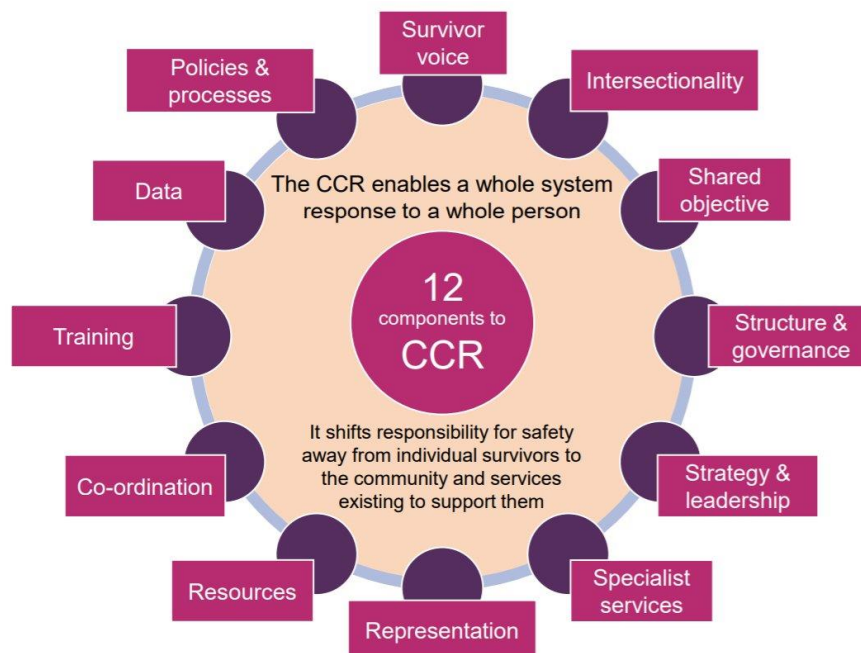 Survivor
voice
Intersectionality
Shared
objective
Structure &
governance
Strategy &
leadership
Specialist
services
Representation
Resources
Co-ordination
Training
Data
Policies &
processes
The CCR enables a whole system
response to a whole person
12
components to
CCR
It shifts responsibility for safety
away from individual survivors to
the community and services
existing to support them